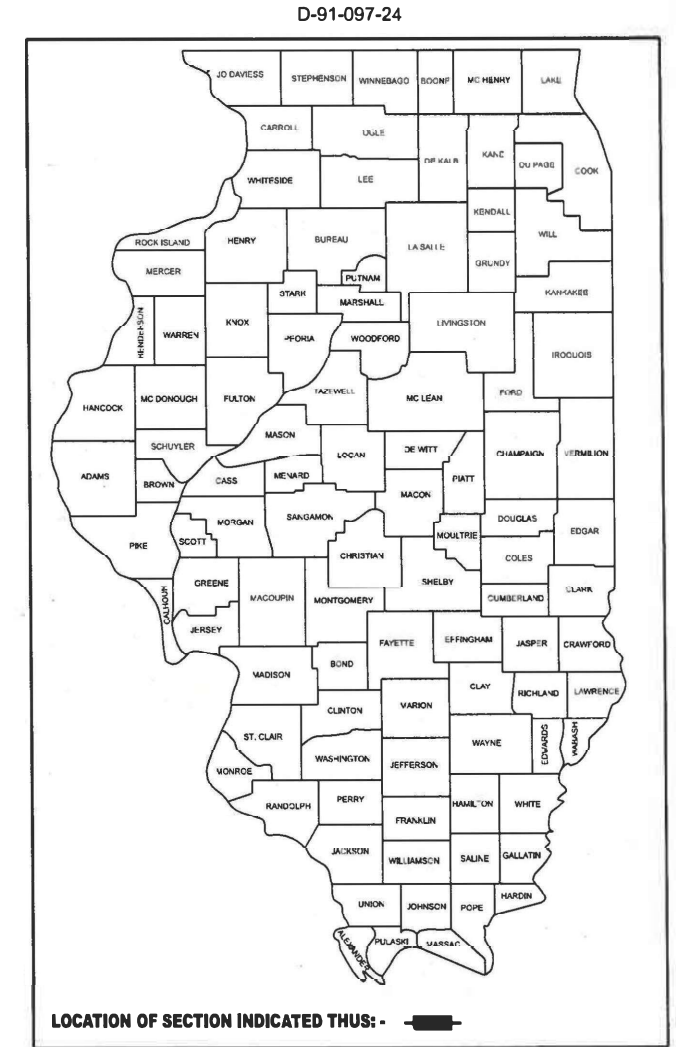 D-91-097-24
JO DAVIESS
STEPHENSON
WINNEBAGO
BOONE
MC HENRY
LAKE
CARROLL
OGLE
DE KALB
KANE
DU PAGE
COOK
WHITESIDE
LEE
KENDALL
WILL
ROCK ISLAND
HENRY
BUREAU
LA SALLE
GRUNDY
MERCER
PUTNAM
STARK
MARSHALL
KANKAKEE
HENDERSON
WARREN
KNOX
PEORIA
WOODFORD
LIVINGSTON
IROQUOIS
HANCOCK
MC DONOUGH
FULTON
TAZEWELL
MC LEAN
FORD
SCHUYLER
MASON
LOGAN
DE WITT
CHAMPAIGN
VERMILION
ADAMS
BROWN
CASS
MENARD
MACON
PIATT
PIKE
SCOTT
MORGAN
SANGAMON
CHRISTIAN
MOULTRIE
DOUGLAS
EDGAR
COLES
CALHOUN
GREENE
MACOUPIN
MONTGOMERY
SHELBY
CUMBERLAND
CLARK
JERSEY
FAYETTE
EFFINGHAM
JASPER
CRAWFORD
MADISON
BOND
CLAY
RICHLAND
LAWRENCE
CLINTON
MARION
ST. CLAIR
WAYNE
EDWARDS
WABASH
WASHINGTON
JEFFERSON
MONROE
RANDOLPH
PERRY
HAMILTON
WHITE
FRANKLIN
JACKSON
WILLIAMSON
SALINE
GALLATIN
UNION
JOHNSON
POPE
HARDIN
ALEXANDER
PULASKI
MASSAC
LOCATION OF SECTION INDICATED THUS: -